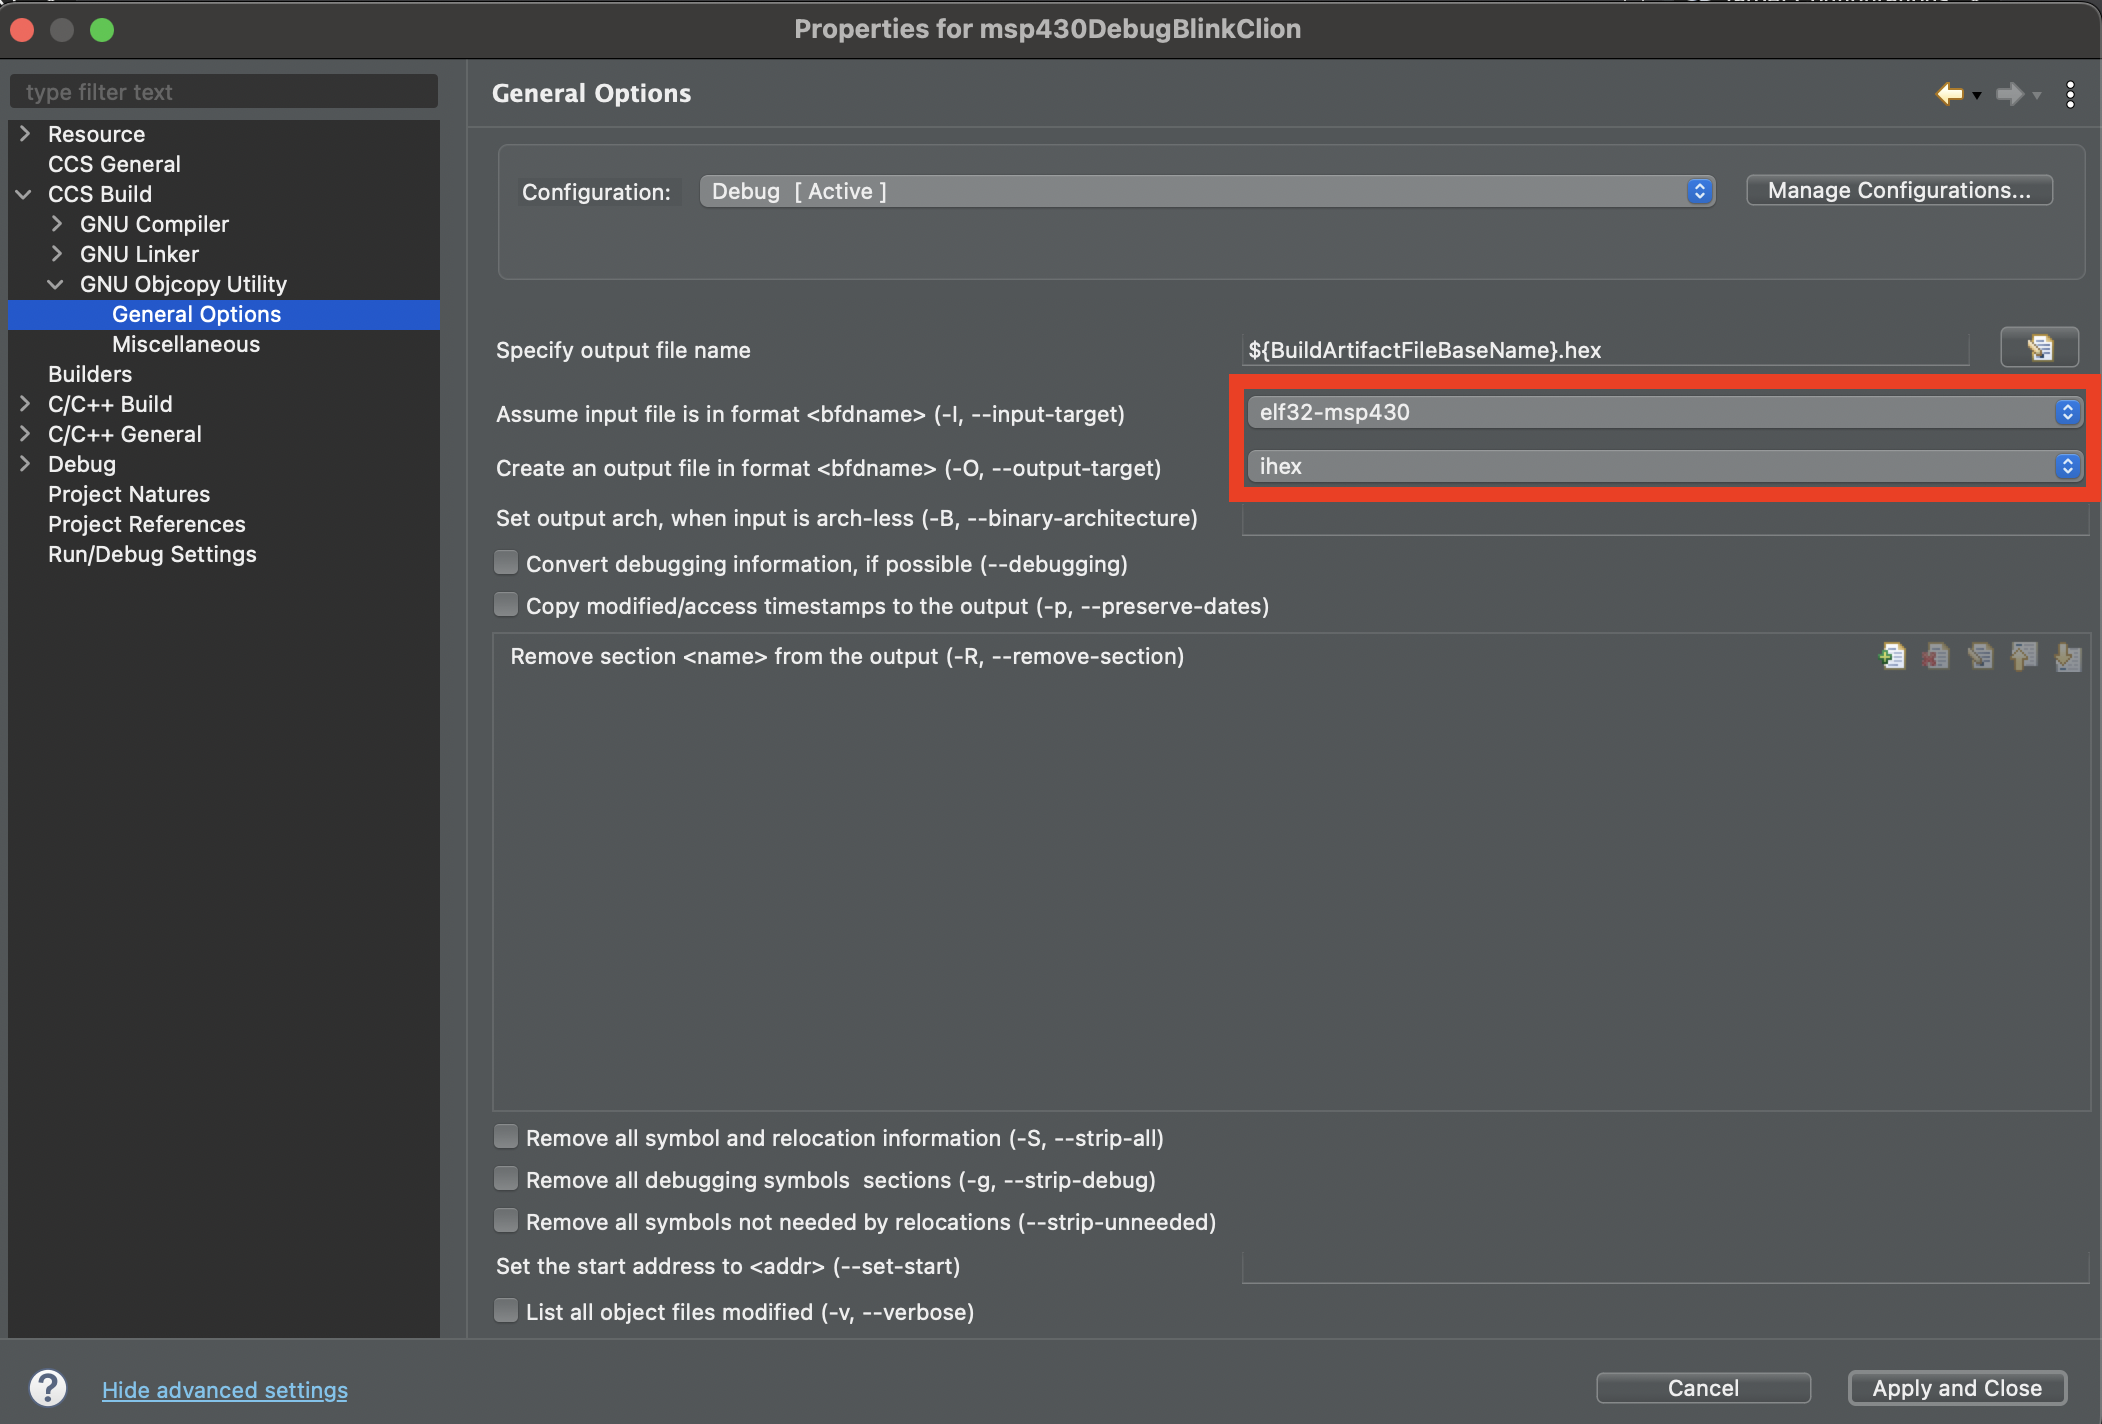 Properties for msp430DebugBlinkClion
type filter text
Resource
CCS General
CCS Build
GNU Compiler
GNU Linker
GNU Objcopy Utility
General Options
Miscellaneous
Builders
C/C++ Build
C/C++ General
Debug
Project Natures
Project References
Run/Debug Settings
General Options
Configuration: Debug [ Active ] Manage Configurations...
Specify output file name ${BuildArtifactFileBaseName}.hex
Assume input file is in format <bfdname> (-I, --input-target) elf32-msp430
Create an output file in format <bfdname> (-O, --output-target) ihex
Set output arch, when input is arch-less (-B, --binary-architecture)
Convert debugging information, if possible (--debugging)
Copy modified/access timestamps to the output (-p, --preserve-dates)
Remove section <name> from the output (-R, --remove-section)
Remove all symbol and relocation information (-S, --strip-all)
Remove all debugging symbols  sections (-g, --strip-debug)
Remove all symbols not needed by relocations (--strip-unneeded)
Set the start address to <addr> (--set-start)
List all object files modified (-v, --verbose)
? Hide advanced settings Cancel Apply and Close